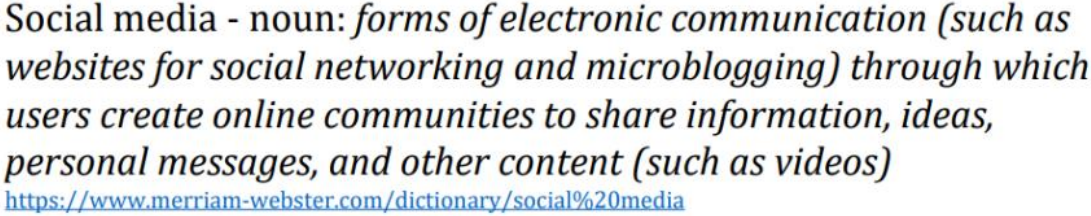 Social media - noun: forms of electronic communication (such as
websites for social networking and microblogging) through which
users create online communities to share information, ideas,
personal messages, and other content (such as videos)
https://www.merriam-webster.com/dictionary/social%20media